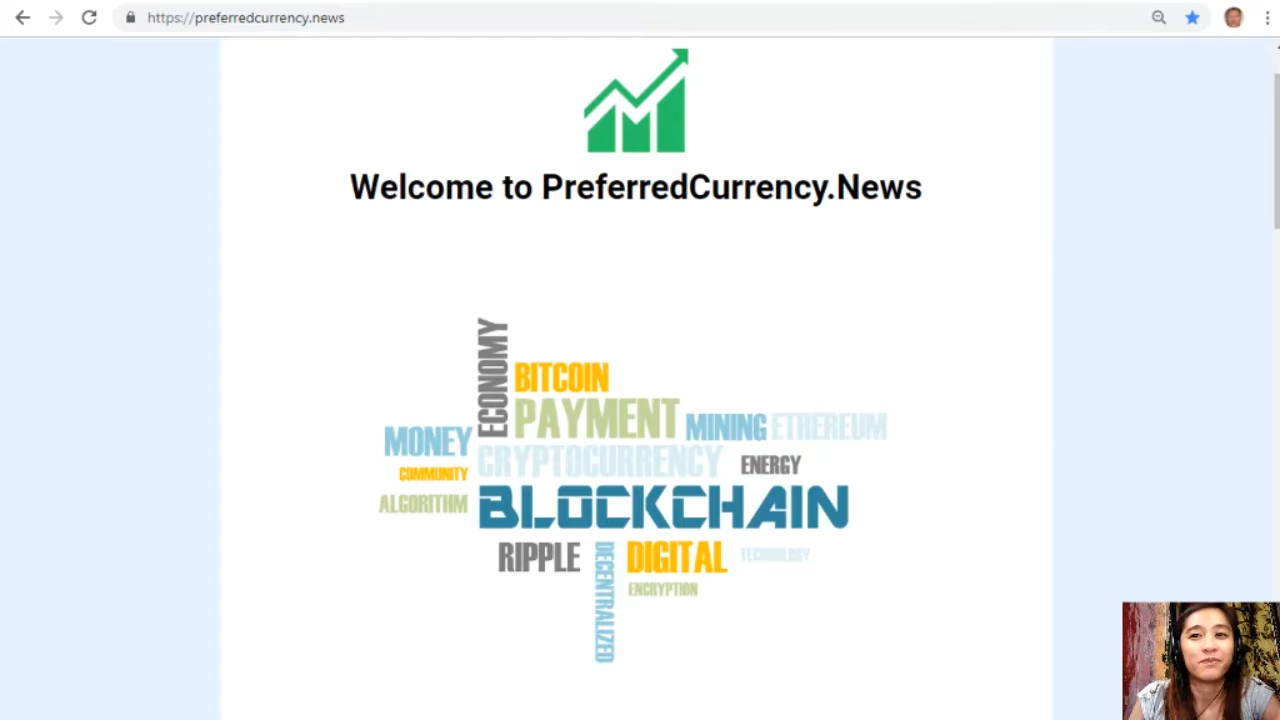 https://preferredcurrency.news
Welcome to PreferredCurrency.News
ECONOMY
BITCOIN
PAYMENT
MONEY
MINING
ETHEREUM
CRYPTOCURRENCY
COMMUNITY
ENERGY
ALGORITHM
BLOCKCHAIN
RIPPLE
DECENTRALIZED
DIGITAL
TECHNOLOGY
ENCRYPTION